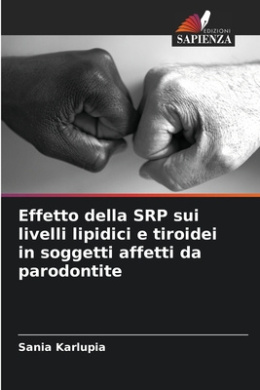 EDIZIONI
SAPIENZA
Effetto della SRP sui
livelli lipidici e tiroidei
in soggetti affetti da
parodontite
Sania Karlupia